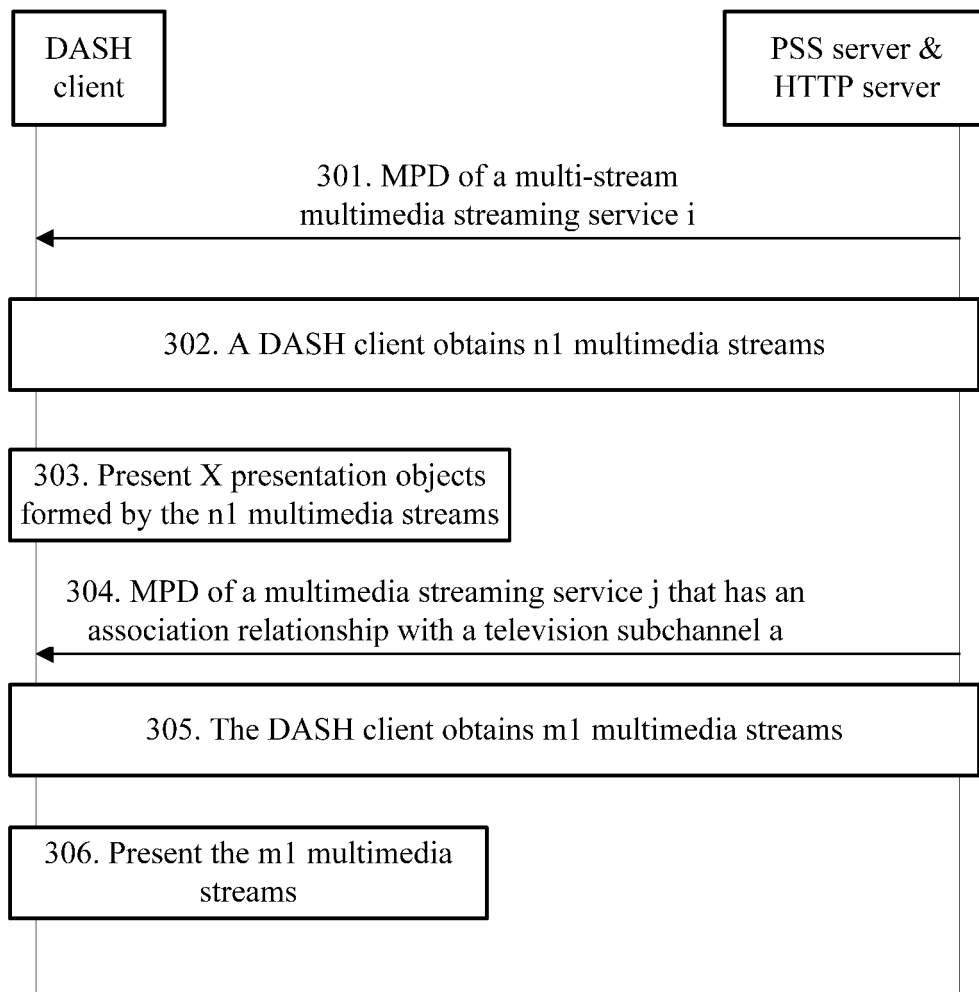 DASH
client
PSS server &
HTTP server
301. MPD of a multi-stream
multimedia streaming service i
302. A DASH client obtains n1 multimedia streams
303. Present X presentation objects
formed by the n1 multimedia streams
304. MPD of a multimedia streaming service j that has an
association relationship with a television subchannel a
305. The DASH client obtains m1 multimedia streams
306. Present the m1 multimedia
streams